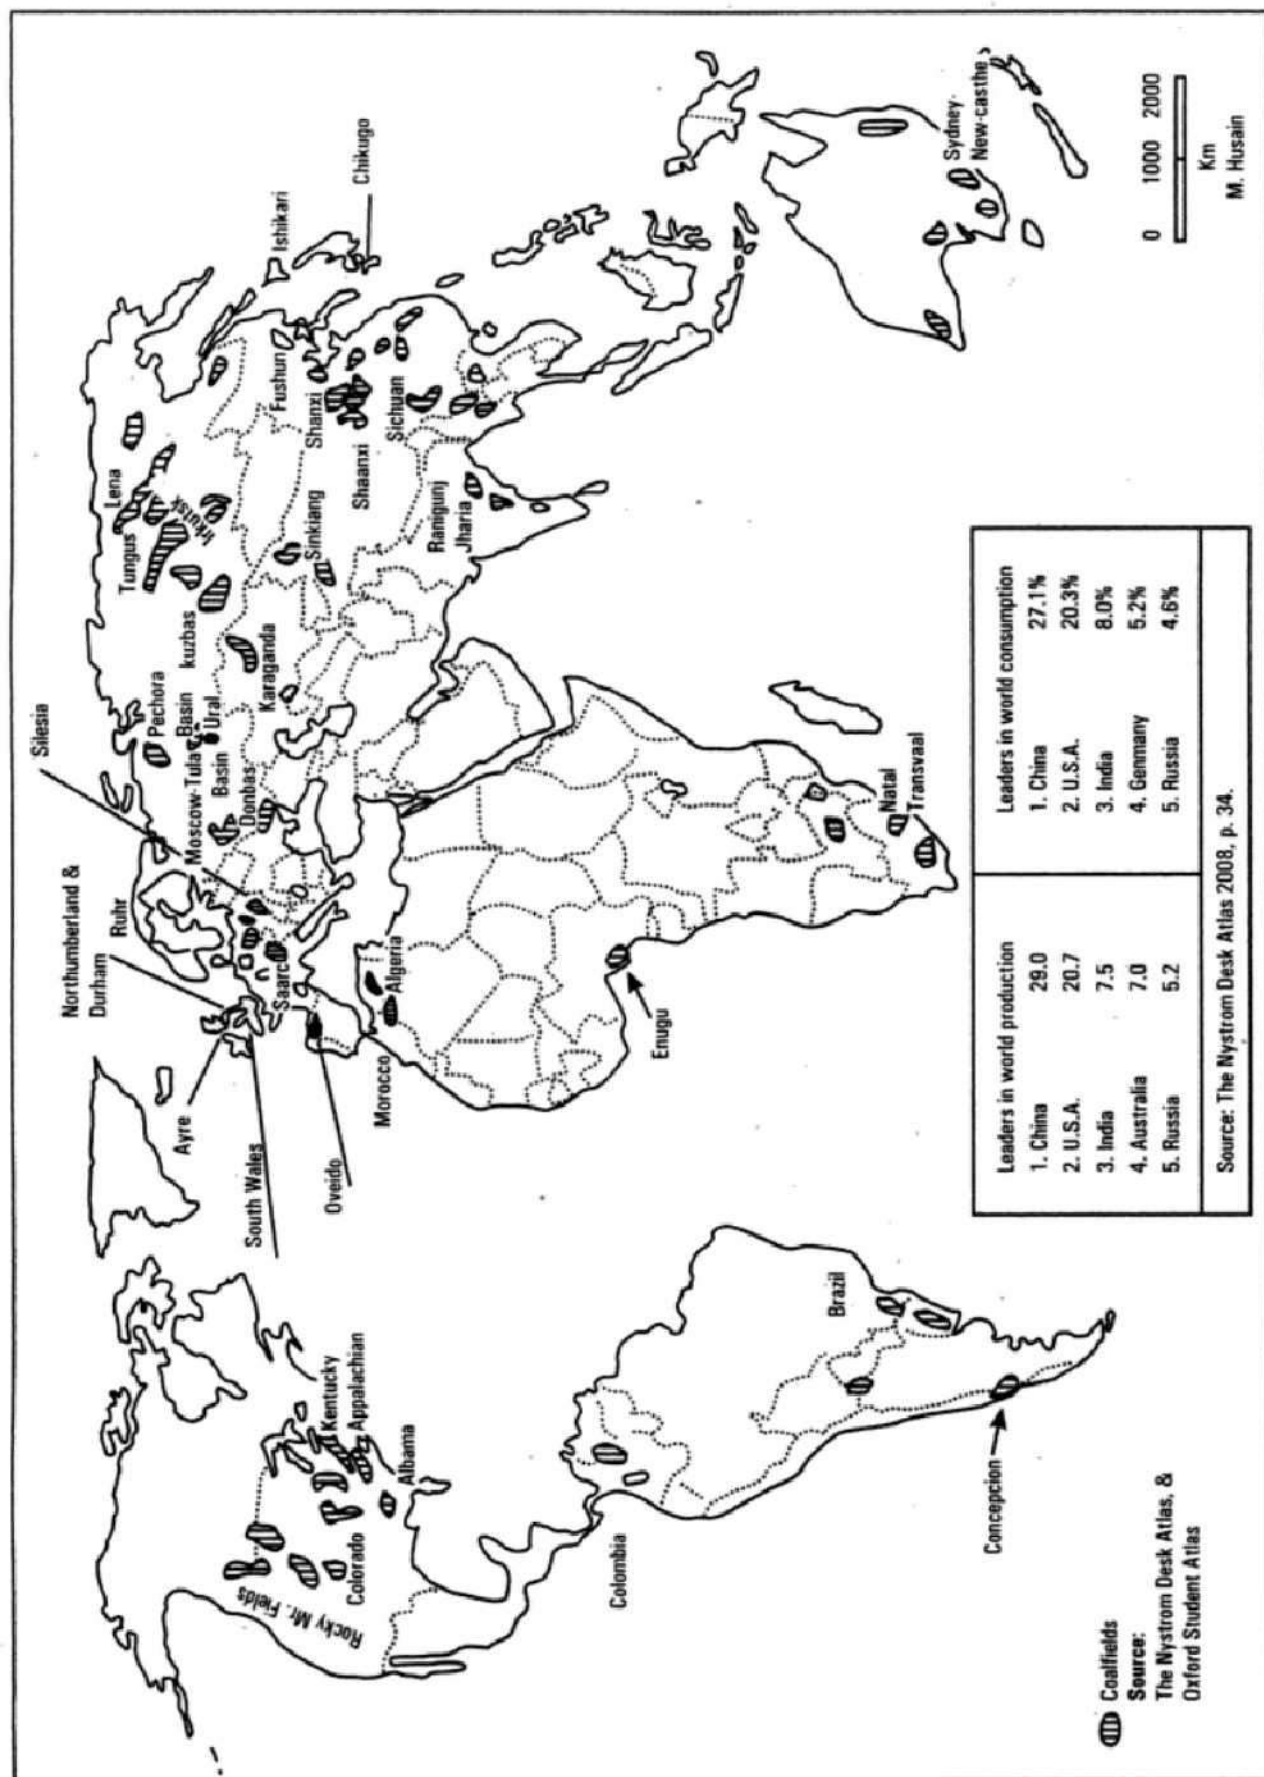 Northumberland &
Durham
Ruhr
Silesia
Ayre
South Wales
Oveido
Saarc
Moscow-Tula
Basin
Donbas
Pechora
Basin
Ural
kuzbas
Karaganda
Tungus
Lena
Irkutsk
Sinkiang
Fushun
Shanxi
Shaanxi
Sichuan
Ranigunj
Jharia
Ishikari
Chikugo
Morocco
Algeria
Enugu
Natal
Transvaal
Sydney-
New-casthe
Rocky Mr. Fields
Colorado
Kentucky
Appalachian
Albama
Colombia
Brazil
Concepcion
Coalfields
Source:
The Nystrom Desk Atlas, &
Oxford Student Atlas
Leaders in world production
1. China 29.0
2. U.S.A. 20.7
3. India 7.5
4. Australia 7.0
5. Russia 5.2
Leaders in world consumption
1. China 27.1%
2. U.S.A. 20.3%
3. India 8.0%
4. Genmany 5.2%
5. Russia 4.6%
Source: The Nystrom Desk Atlas 2008, p. 34.
0 1000 2000
Km
M. Husain